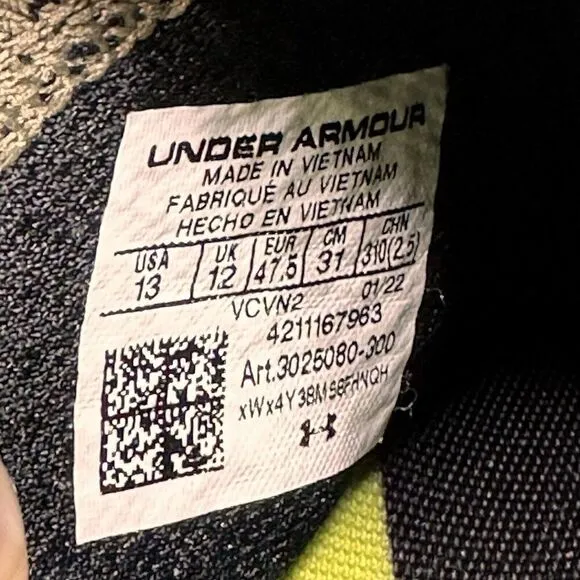 UNDER ARMOUR
MADE IN VIETNAM
FABRIQUÉ AU VIETNAM
HECHO EN VIETNAM
USA UK EUR CM CHN
13 12 47.5 31 310(2.5)
VCVN2 01/22
4211167963
Art.3025080-300